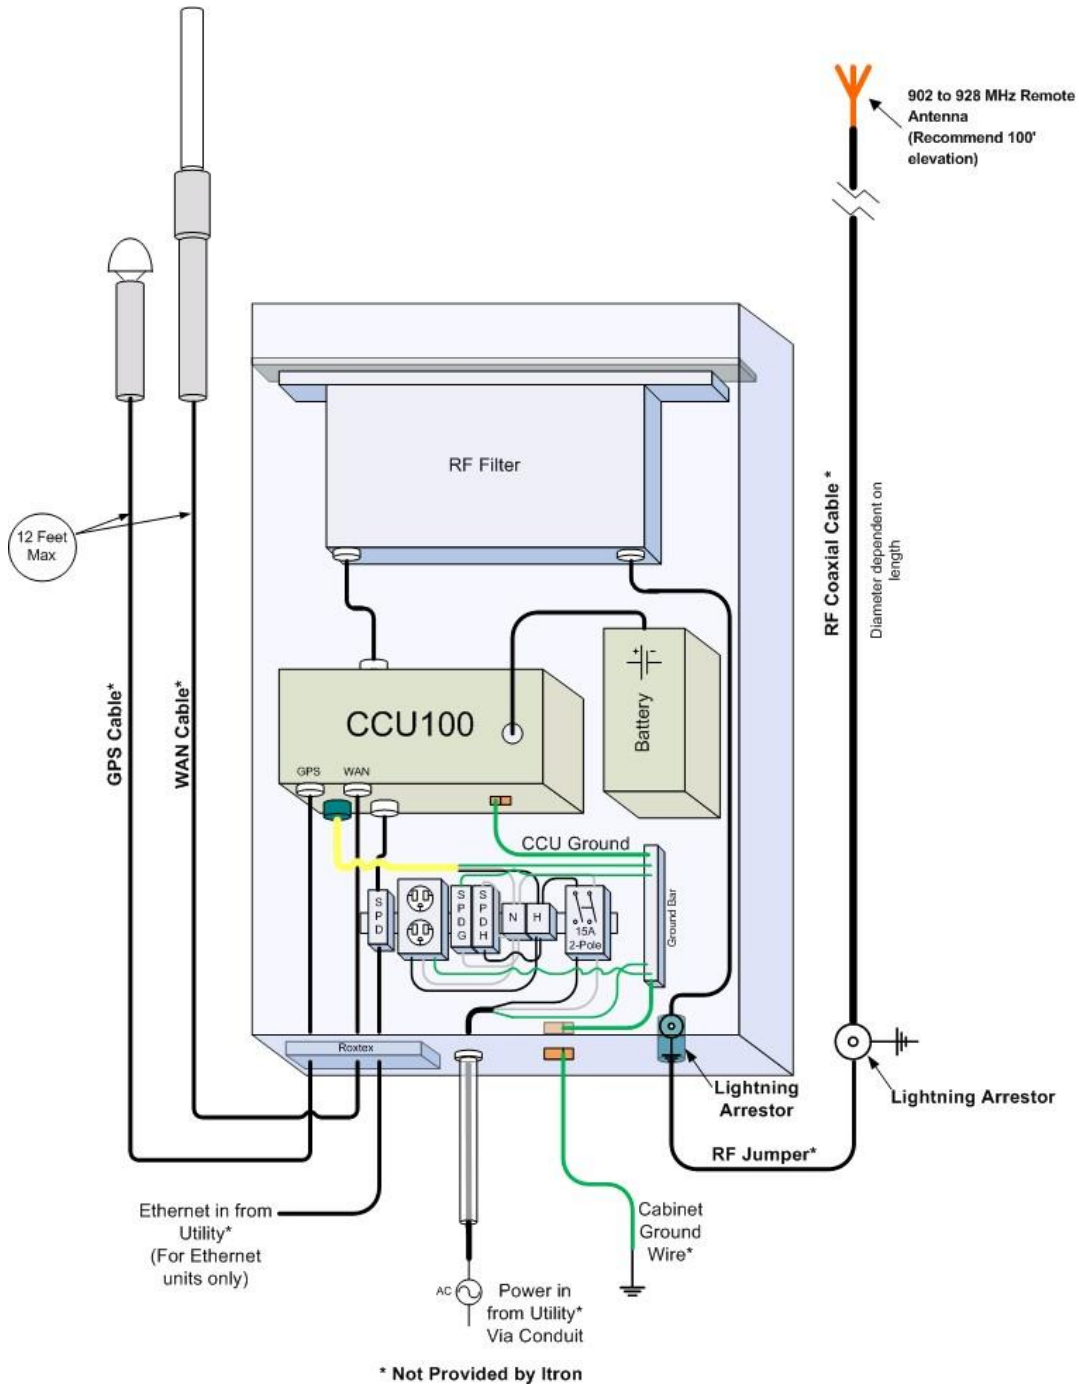 902 to 928 MHz Remote
Antenna
(Recommend 100'
elevation)
RF Filter
12 Feet
Max
RF Coaxial Cable *
Diameter dependent on
length
GPS Cable*
WAN Cable*
CCU100
GPS
WAN
+
-
Battery
CCU Ground
SPD
SPDG
SPDH
N
H
15A
2-Pole
Ground Bar
Roxtex
Lightning
Arrestor
Lightning Arrestor
RF Jumper*
Ethernet in from
Utility*
(For Ethernet
units only)
Cabinet
Ground
Wire*
AC
Power in
from Utility*
Via Conduit
* Not Provided by Itron